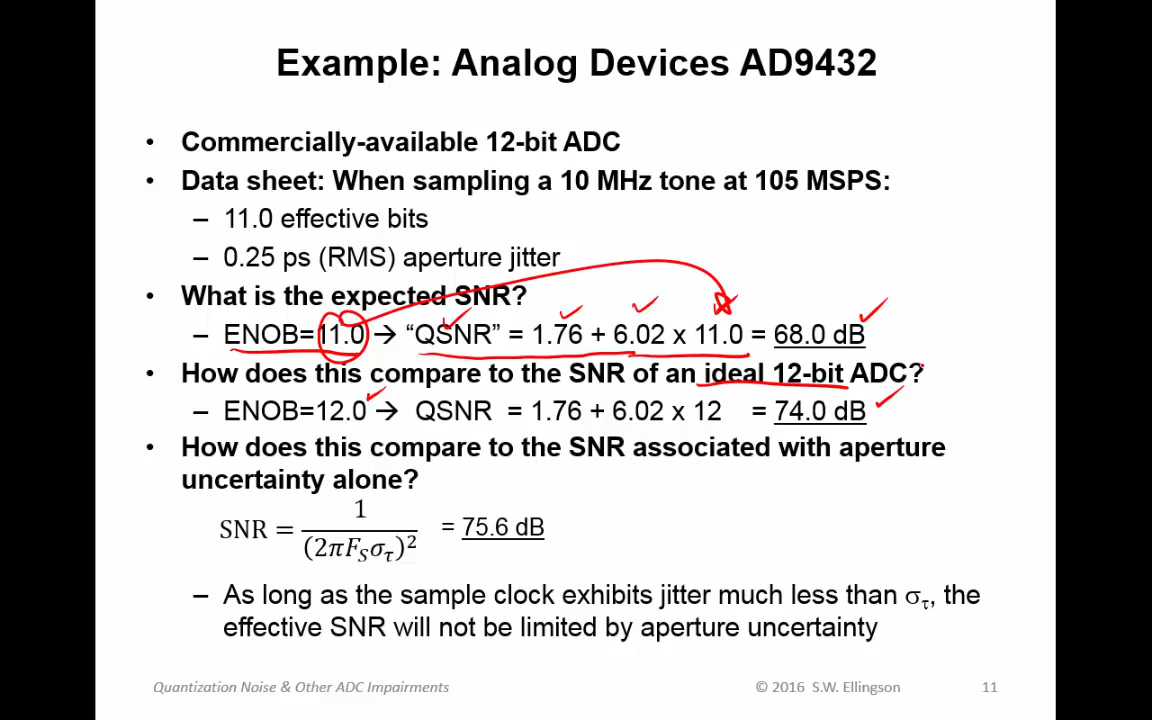 Example: Analog Devices AD9432
• Commercially-available 12-bit ADC
• Data sheet: When sampling a 10 MHz tone at 105 MSPS:
– 11.0 effective bits
– 0.25 ps (RMS) aperture jitter
• What is the expected SNR?
– ENOB=11.0 → “QSNR” = 1.76 + 6.02 x 11.0 = 68.0 dB
• How does this compare to the SNR of an ideal 12-bit ADC?
– ENOB=12.0 → QSNR = 1.76 + 6.02 x 12 = 74.0 dB
• How does this compare to the SNR associated with aperture
uncertainty alone?
SNR = 1 / (2πF_S σ_τ)² = 75.6 dB
– As long as the sample clock exhibits jitter much less than σ_τ, the
effective SNR will not be limited by aperture uncertainty
Quantization Noise & Other ADC Impairments © 2016 S.W. Ellingson 11